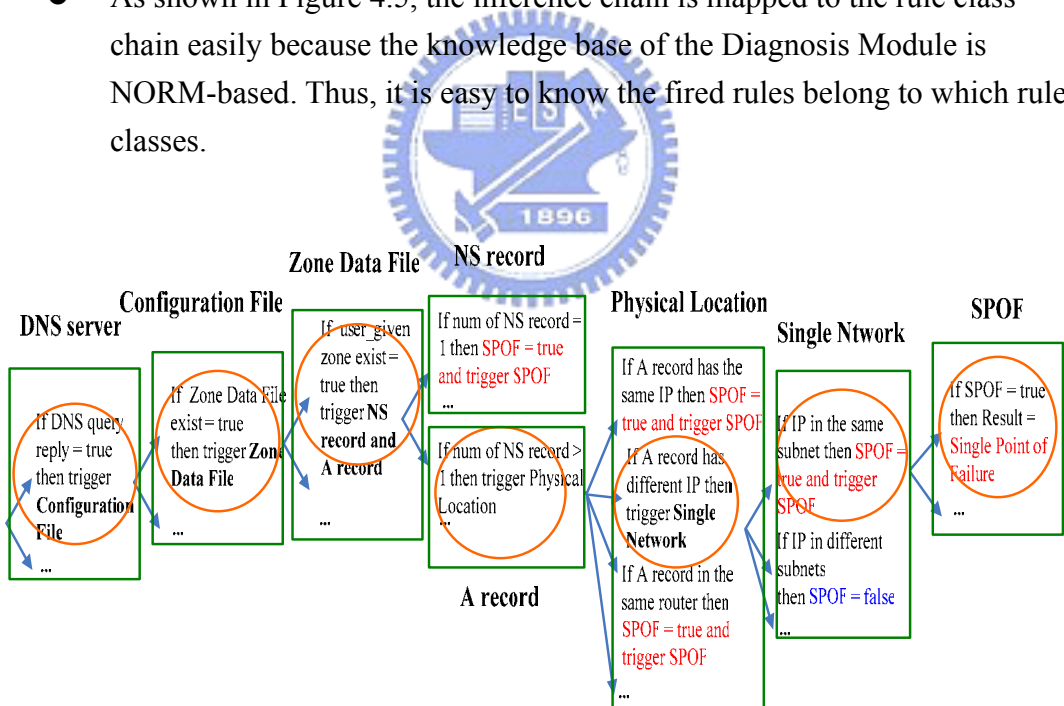 ● As shown in Figure 4.5, the inference chain is mapped to the rule class
chain easily because the knowledge base of the Diagnosis Module is
NORM-based. Thus, it is easy to know the fired rules belong to which rule
classes.
1896
DNS server
If DNS query
reply = true
then trigger
Configuration
File
...
Configuration File
If Zone Data File
exist = true
then trigger Zone
Data File
...
Zone Data File
If user_given
zone exist =
true then
trigger NS
record and
A record
...
NS record
If num of NS record =
1 then SPOF = true
and trigger SPOF
...
If num of NS record >
1 then trigger Physical
Location
...
A record
Physical Location
If A record has the
same IP then SPOF =
true and trigger SPOF
If A record has
different IP then
trigger Single
Network
If A record in the
same router then
SPOF = true and
trigger SPOF
...
Single Ntwork
If IP in the same
subnet then SPOF =
true and trigger
SPOF
If IP in different
subnets
then SPOF = false
...
SPOF
If SPOF = true
then Result =
Single Point of
Failure
...